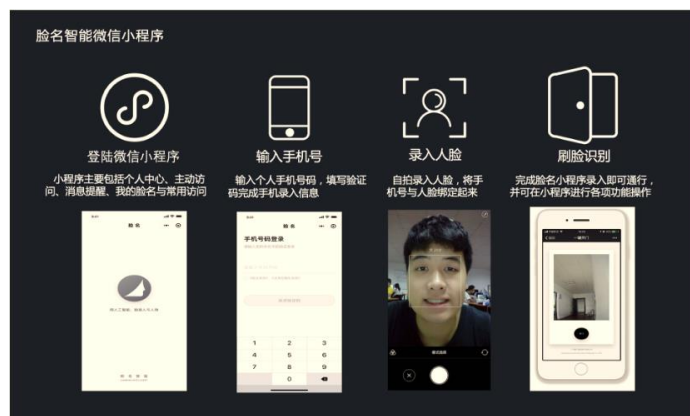 脸名智能微信小程序
登陆微信小程序
小程序主要包括个人中心、主动访
问、消息提醒、我的脸名与常用访问
输入手机号
输入个人手机号码，填写验证
码完成手机录入信息
录入人脸
自拍录入人脸，将手
机号与人脸绑定起来
刷脸识别
完成脸名小程序录入即可通行，
并可在小程序进行各项功能操作
脸名
脸名
手机号码登录
1 2 3
4 5 6
7 8 9
0